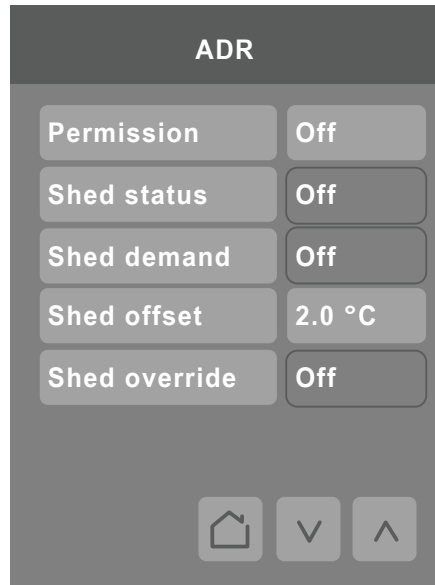 ADR
Permission Off
Shed status Off
Shed demand Off
Shed offset 2.0 °C
Shed override Off